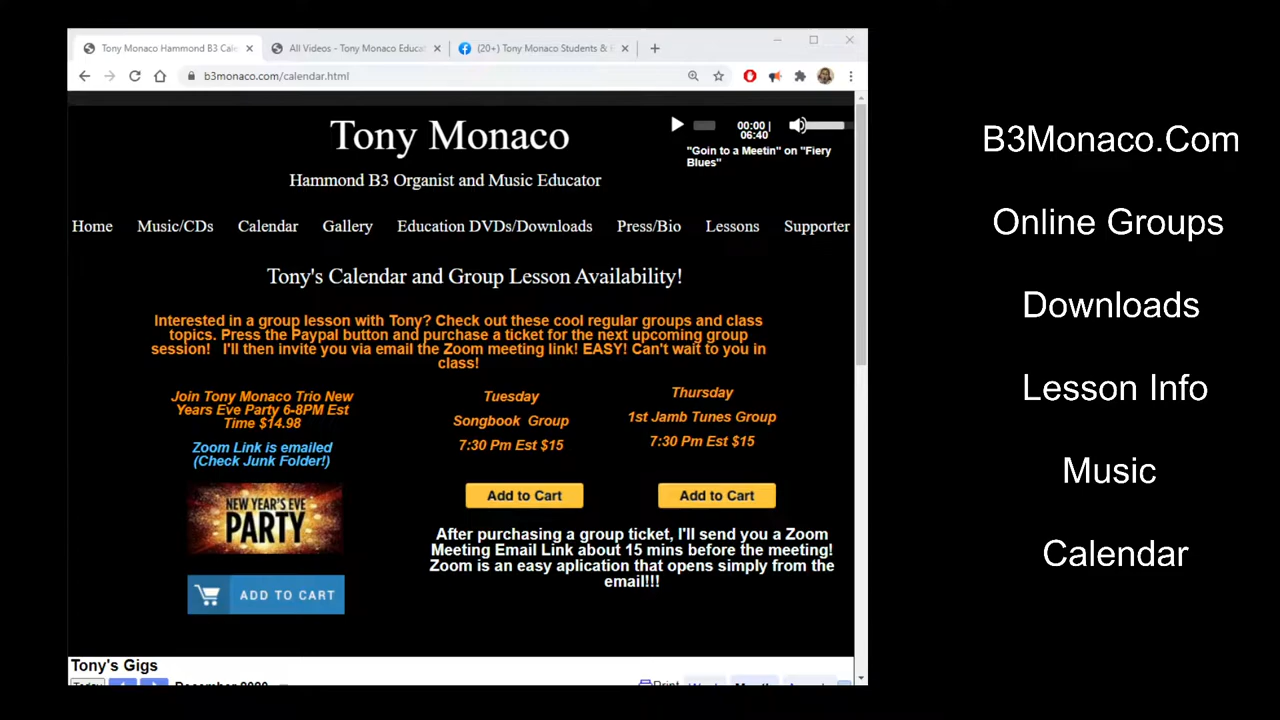 Tony Monaco Hammond B3 Cale
All Videos - Tony Monaco Educat
(20+) Tony Monaco Students &
b3monaco.com/calendar.html
Tony Monaco
00:00 |
06:40
"Goin to a Meetin" on "Fiery
Blues"
Hammond B3 Organist and Music Educator
Home Music/CDs Calendar Gallery Education DVDs/Downloads Press/Bio Lessons Supporter
Tony's Calendar and Group Lesson Availability!
Interested in a group lesson with Tony? Check out these cool regular groups and class
topics. Press the Paypal button and purchase a ticket for the next upcoming group
session! I'll then invite you via email the Zoom meeting link! EASY! Can't wait to you in
class!
Join Tony Monaco Trio New
Years Eve Party 6-8PM Est
Time $14.98
Zoom Link is emailed
(Check Junk Folder!)
NEW YEAR'S EVE
PARTY
ADD TO CART
Tuesday
Songbook Group
7:30 Pm Est $15
Add to Cart
Thursday
1st Jamb Tunes Group
7:30 Pm Est $15
Add to Cart
After purchasing a group ticket, I'll send you a Zoom
Meeting Email Link about 15 mins before the meeting!
Zoom is an easy aplication that opens simply from the
email!!!
Tony's Gigs
Today December 2020 Print Week Month
B3Monaco.Com
Online Groups
Downloads
Lesson Info
Music
Calendar